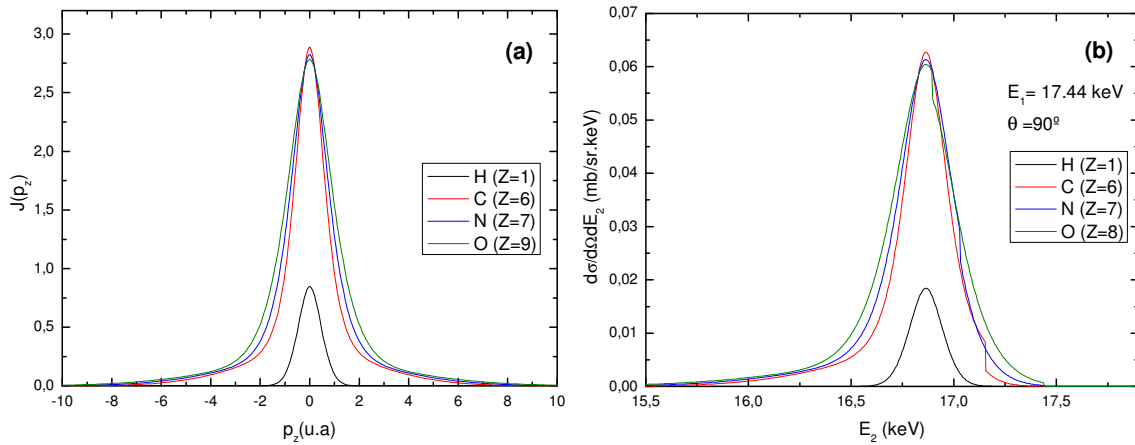 (a)
3,0
2,5
2,0
1,5
1,0
0,5
0,0
J(p_z)
H (Z=1)
C (Z=6)
N (Z=7)
O (Z=9)
-10 -8 -6 -4 -2 0 2 4 6 8 10
p_z(u.a)
(b)
0,07
0,06
0,05
0,04
0,03
0,02
0,01
0,00
dσ/dΩdE_2 (mb/sr.keV)
E_1= 17.44 keV
θ =90º
H (Z=1)
C (Z=6)
N (Z=7)
O (Z=8)
15,5 16,0 16,5 17,0 17,5
E_2 (keV)